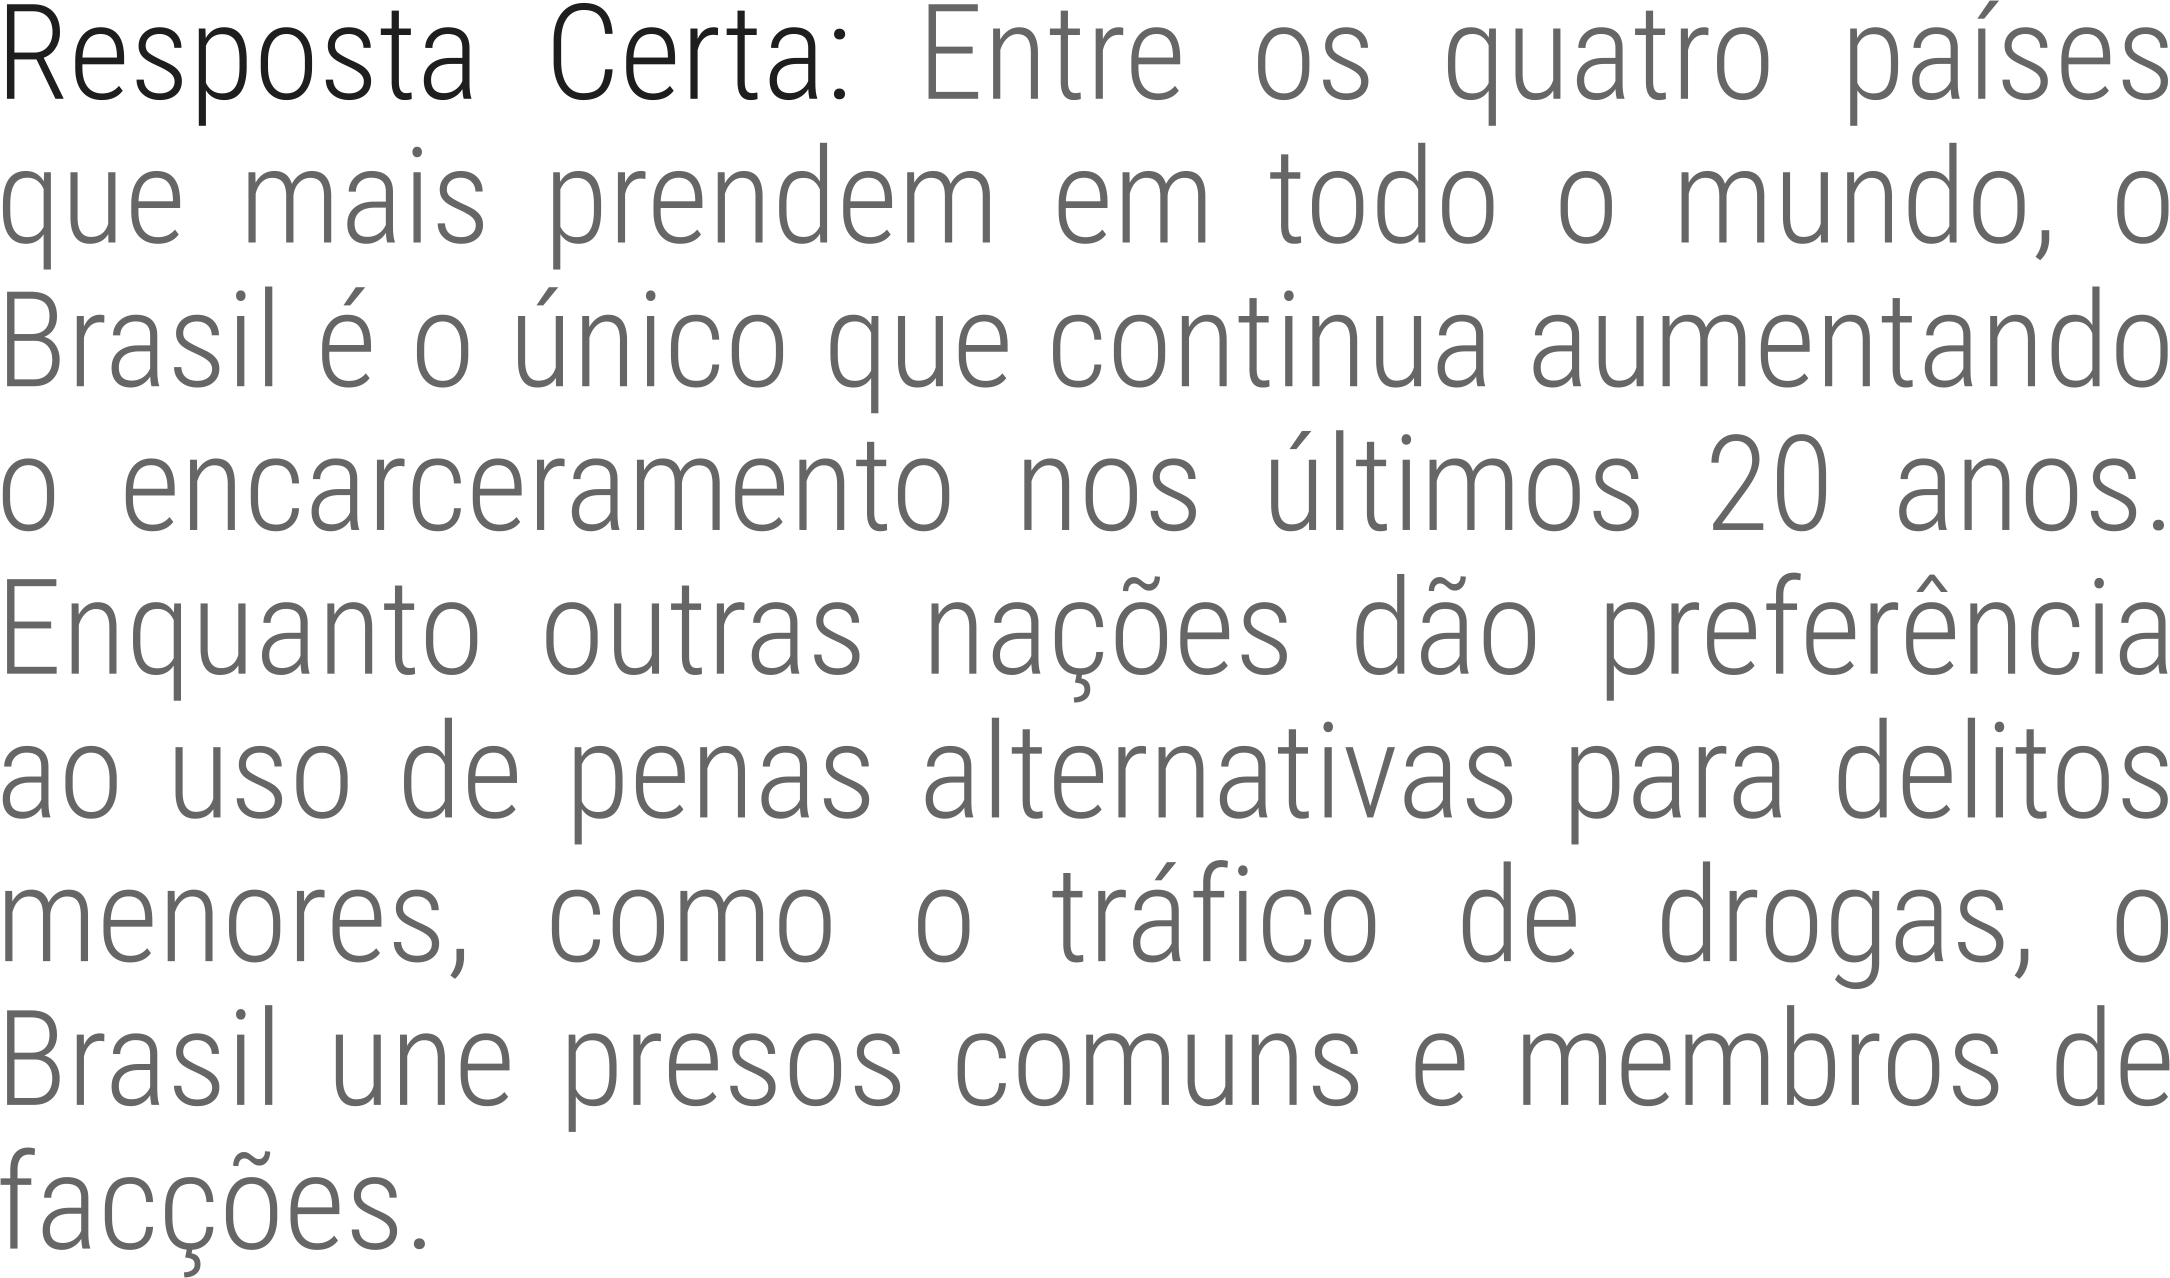 Resposta Certa: Entre os quatro países
que mais prendem em todo o mundo, o
Brasil é o único que continua aumentando
o encarceramento nos últimos 20 anos.
Enquanto outras nações dão preferência
ao uso de penas alternativas para delitos
menores, como o tráfico de drogas, o
Brasil une presos comuns e membros de
facções.